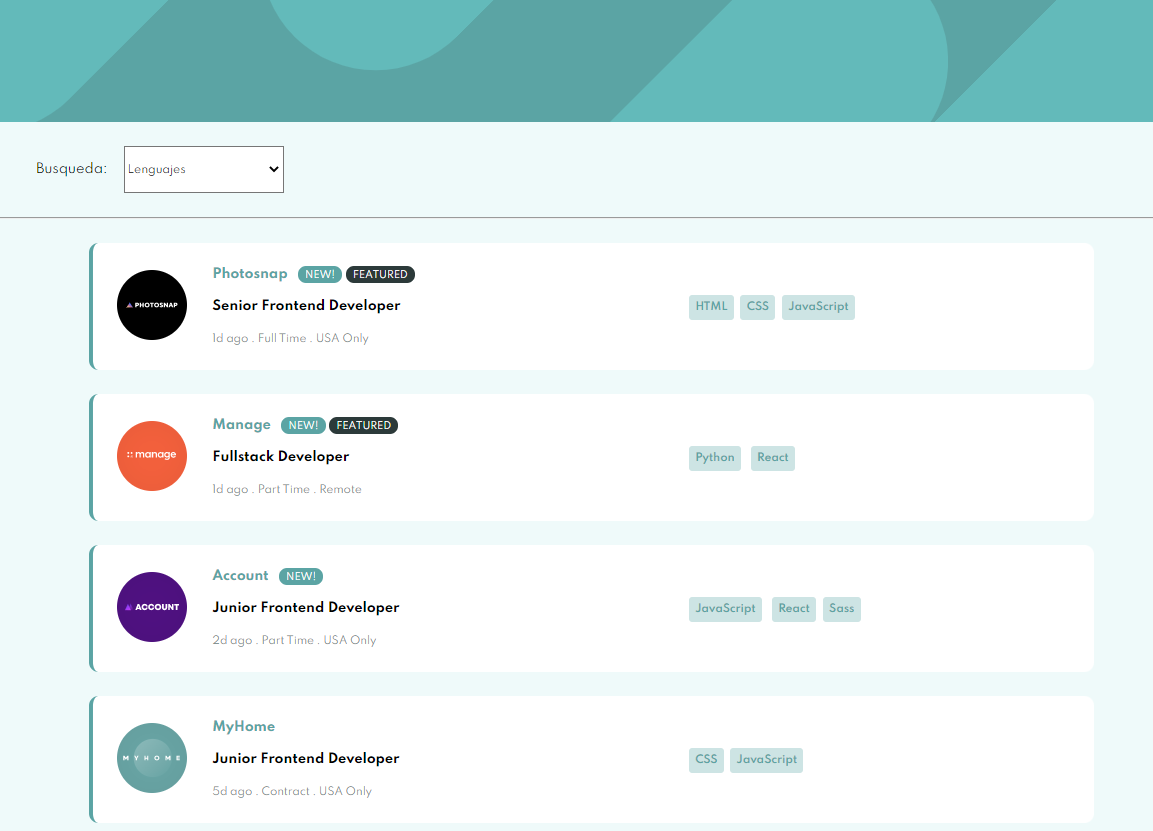 Busqueda: Lenguajes
PHOTOSNAP
Photosnap NEW! FEATURED
Senior Frontend Developer
1d ago . Full Time . USA Only
HTML CSS JavaScript
manage
Manage NEW! FEATURED
Fullstack Developer
1d ago . Part Time . Remote
Python React
ACCOUNT
Account NEW!
Junior Frontend Developer
2d ago . Part Time . USA Only
JavaScript React Sass
MYHOME
MyHome
Junior Frontend Developer
5d ago . Contract . USA Only
CSS JavaScript